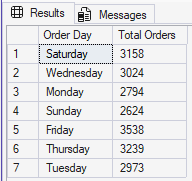 Results Messages
Order Day Total Orders
1 Saturday 3158
2 Wednesday 3024
3 Monday 2794
4 Sunday 2624
5 Friday 3538
6 Thursday 3239
7 Tuesday 2973